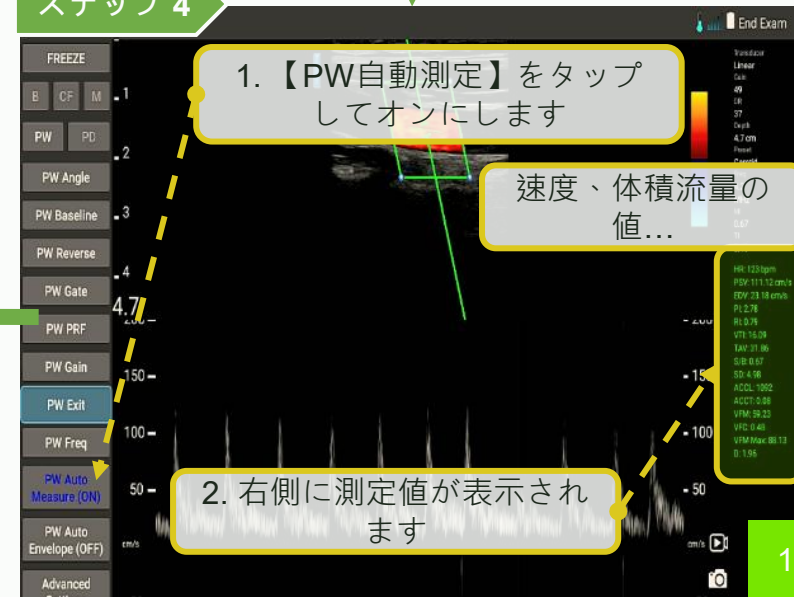 ステップ 4
End Exam
FREEZE
B CF M
PW PD
PW Angle
PW Baseline
PW Reverse
PW Gate
PW PRF
PW Gain
PW Exit
PW Freq
PW Auto
Measure (ON)
PW Auto
Envelope (OFF)
Advanced
1
2
3
4
4.7
1. 【PW自動測定】をタップ
してオンにします
Transducer
Linear
Gain
49
DR
37
Depth
4.7 cm
Preset
速度、体積流量の
値…
HR: 123 bpm
PSV: 111.12 cm/s
EDV: 23.18 cm/s
PI: 2.76
RI: 0.79
VTI: 16.09
TAV: 31.86
S/B: 0.67
SD: 4.98
ACCL: 1092
ACCT: 0.08
VFM: 59.23
VFC: 0.48
VFM Max: 88.13
D: 1.96
150
100
50
cm/s
100
50
cm/s
2. 右側に測定値が表示され
ます
1